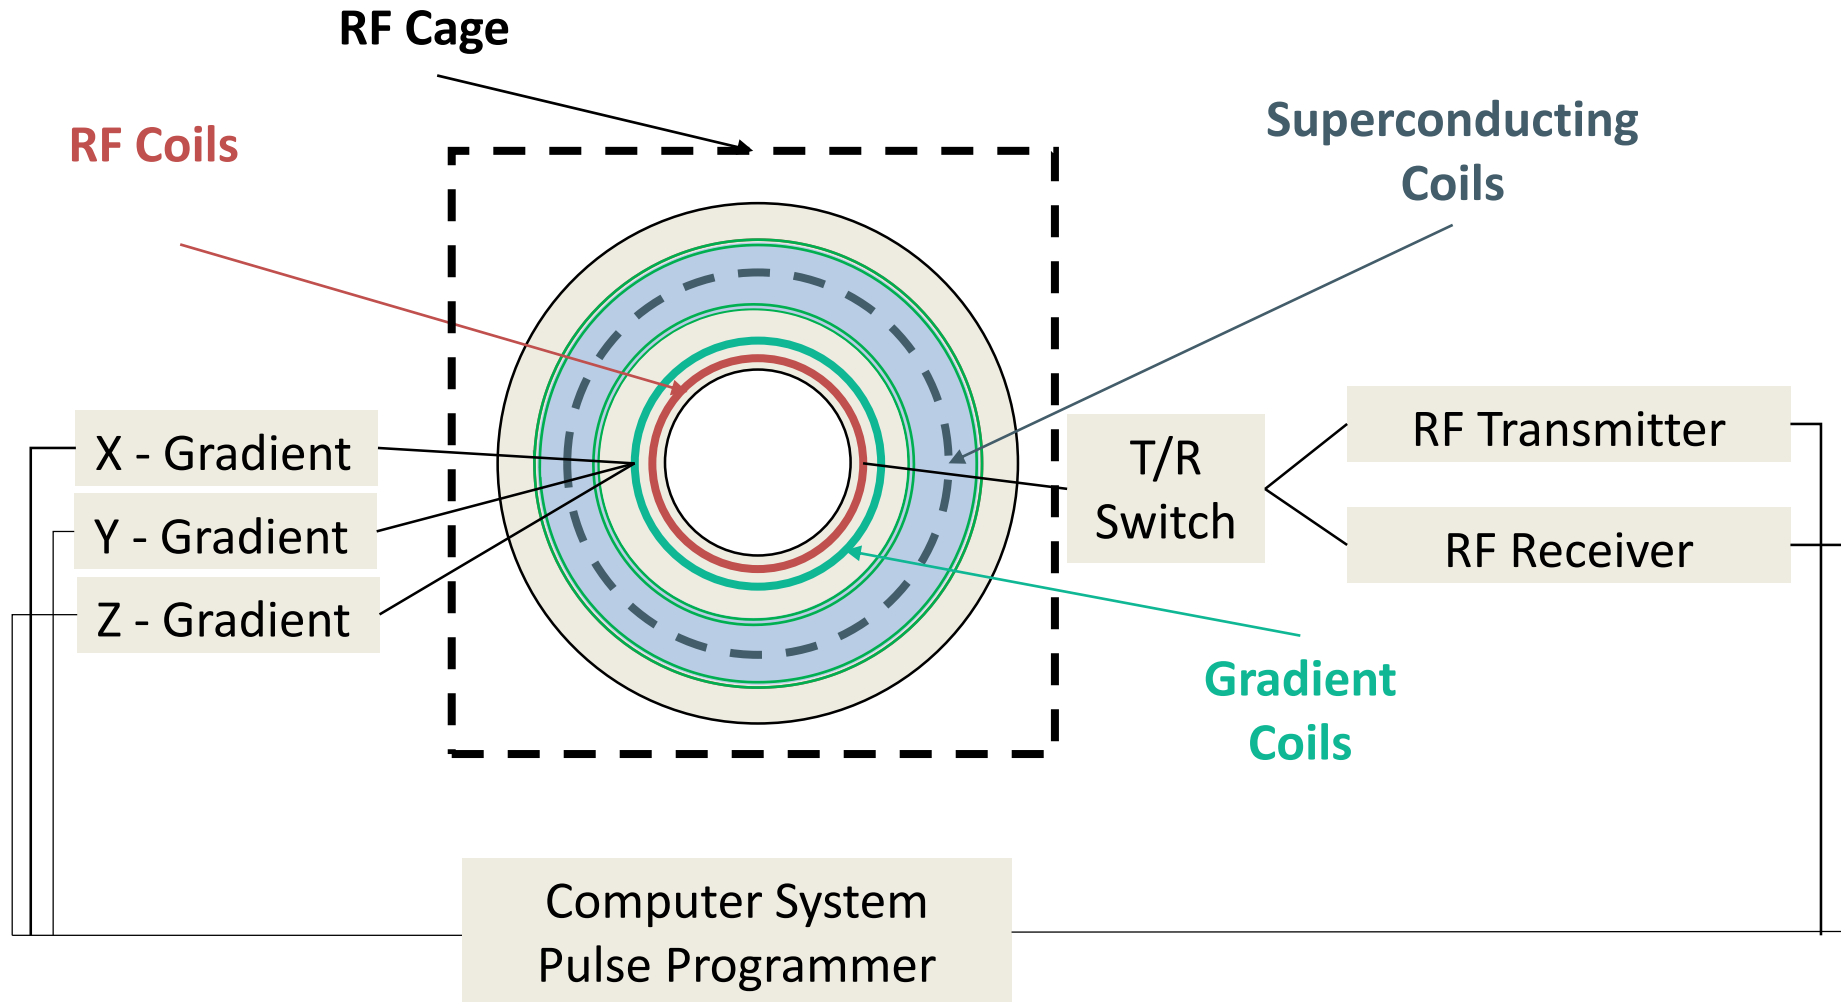 RF Cage
RF Coils
Superconducting
Coils
X - Gradient
Y - Gradient
Z - Gradient
T/R
Switch
RF Transmitter
RF Receiver
Gradient
Coils
Computer System
Pulse Programmer